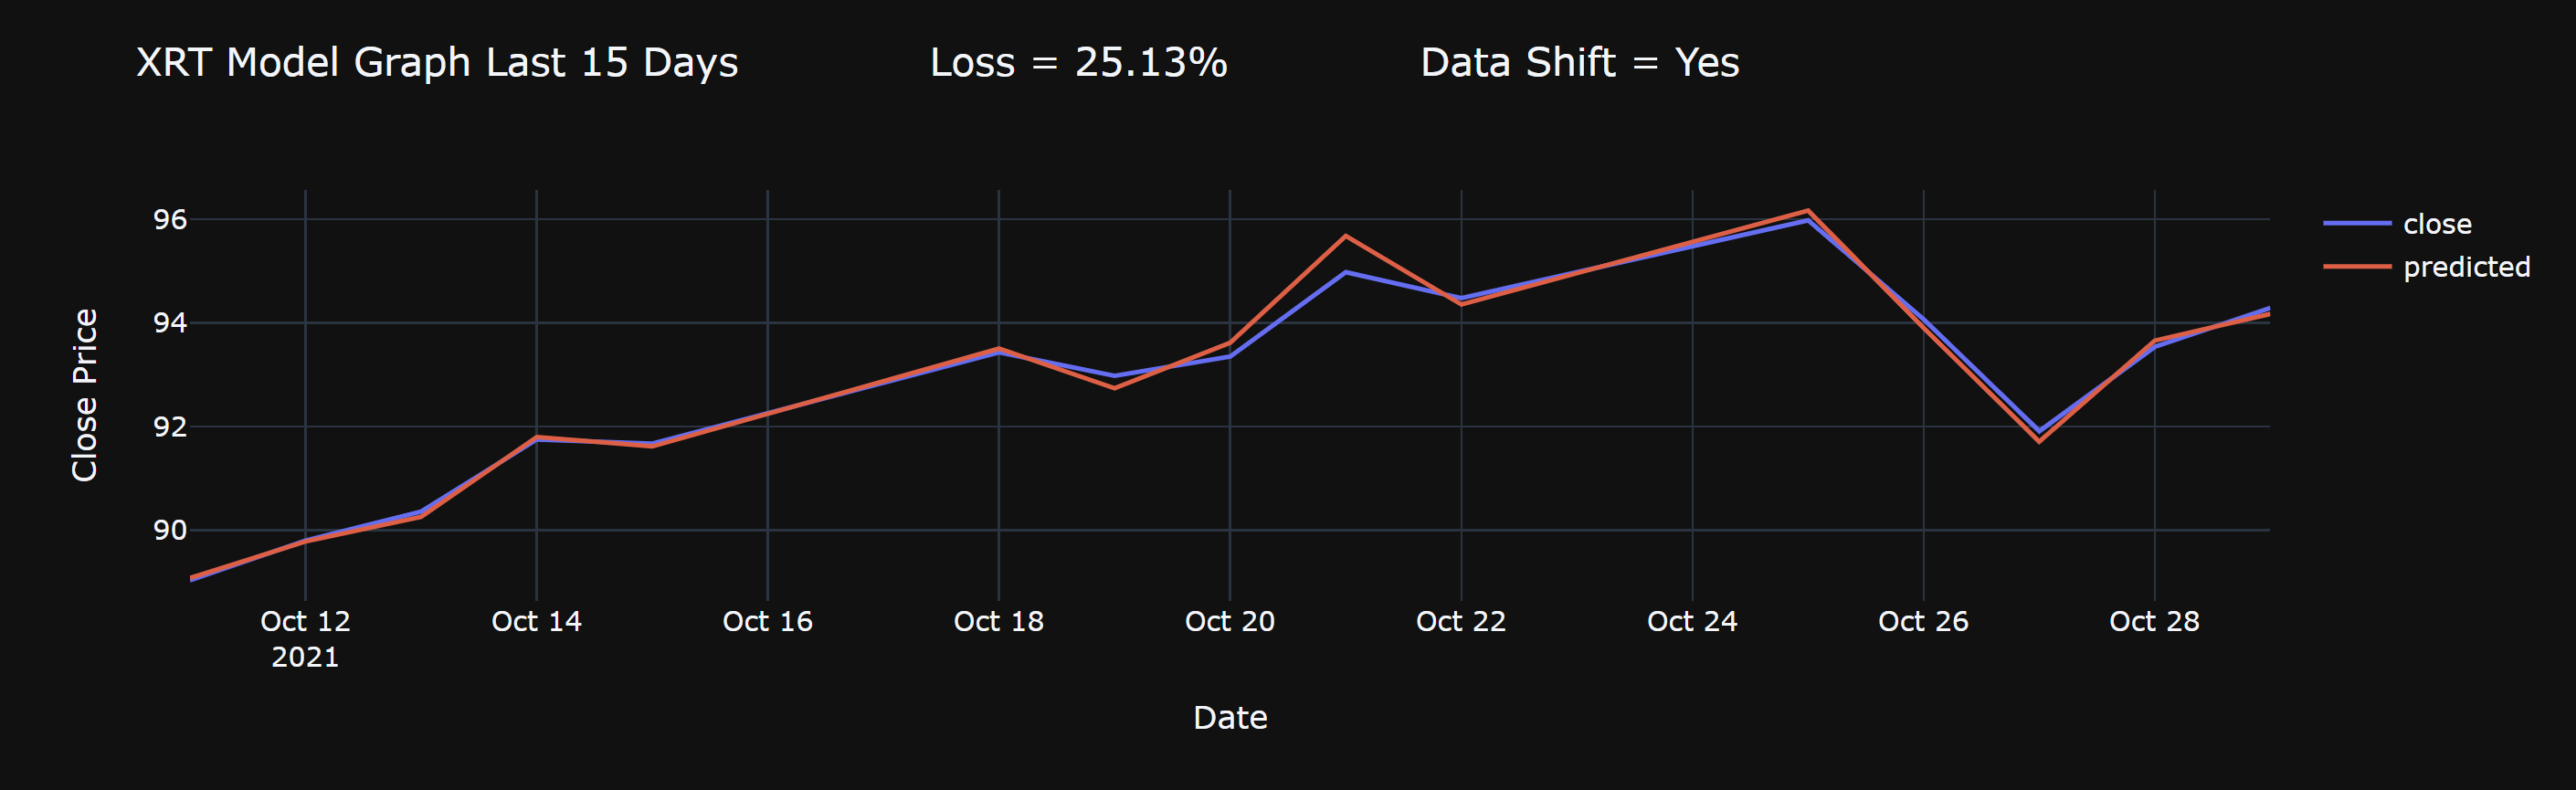 XRT Model Graph Last 15 Days Loss = 25.13% Data Shift = Yes
96
94
92
90
Close Price
close
predicted
Oct 12 Oct 14 Oct 16 Oct 18 Oct 20 Oct 22 Oct 24 Oct 26 Oct 28
2021
Date